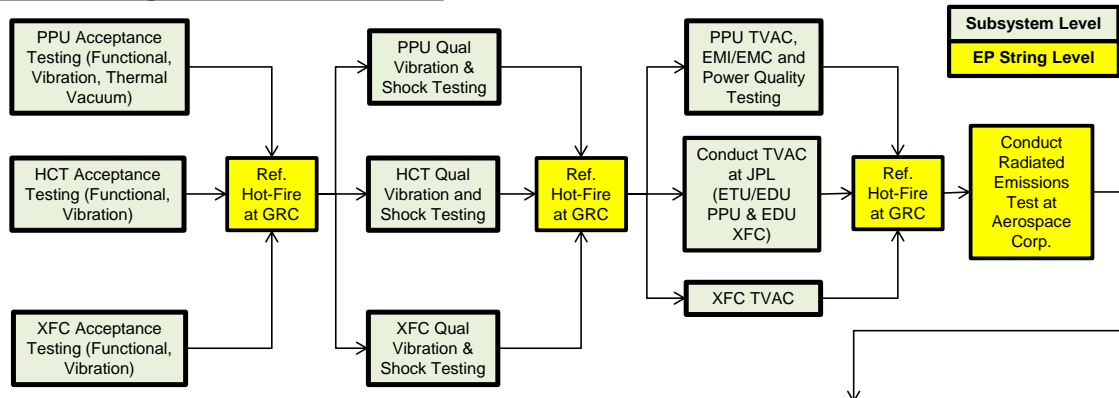 PPU Acceptance
Testing (Functional,
Vibration, Thermal
Vacuum)
PPU Qual
Vibration &
Shock Testing
PPU TVAC,
EMI/EMC and
Power Quality
Testing
Subsystem Level
EP String Level
HCT Acceptance
Testing (Functional,
Vibration)
Ref.
Hot-Fire
at GRC
HCT Qual
Vibration and
Shock Testing
Ref.
Hot-Fire
at GRC
Conduct TVAC
at JPL
(ETU/EDU
PPU & EDU
XFC)
Ref.
Hot-Fire
at GRC
Conduct
Radiated
Emissions
Test at
Aerospace
Corp.
XFC Acceptance
Testing (Functional,
Vibration)
XFC Qual
Vibration &
Shock Testing
XFC TVAC